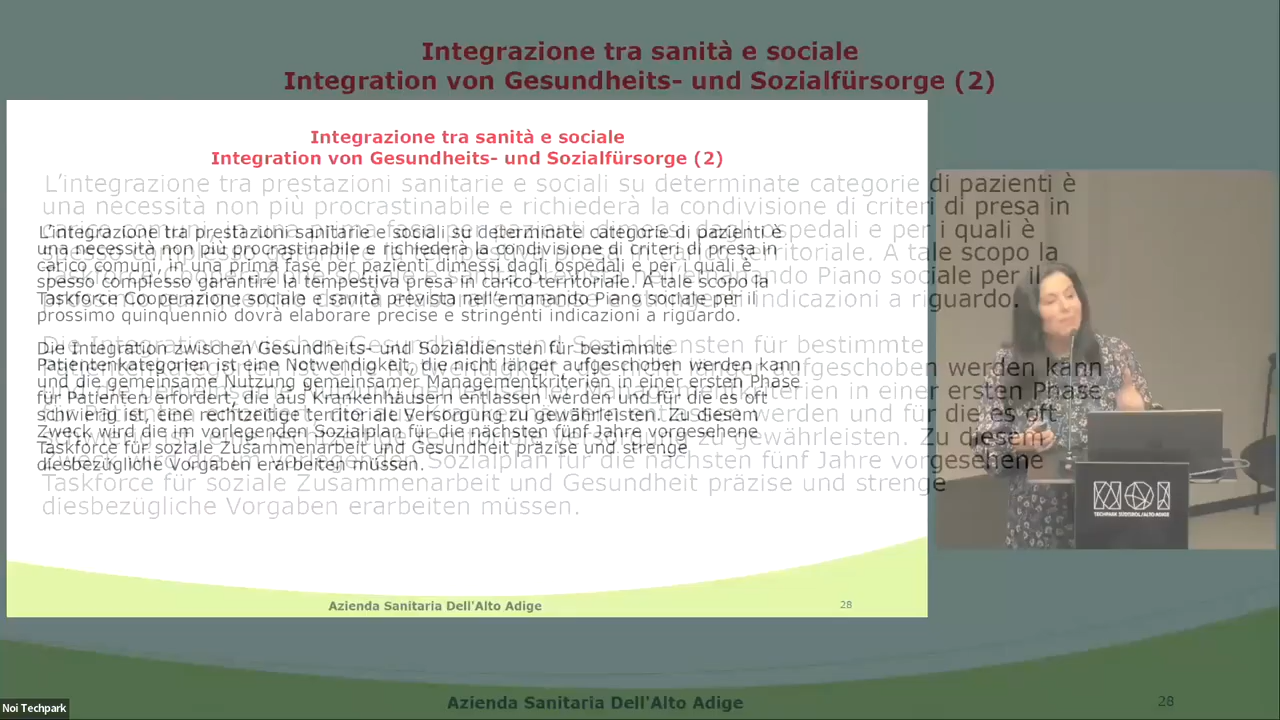 Integrazione tra sanità e sociale
Integration von Gesundheits- und Sozialfürsorge (2)
Integrazione tra sanità e sociale
Integration von Gesundheits- und Sozialfürsorge (2)
L'integrazione tra prestazioni sanitarie e sociali su determinate categorie di pazienti è
una necessità non più procrastinabile e richiederà la condivisione di criteri di presa in
carico comuni, in una prima fase per pazienti dimessi dagli ospedali e per i quali è
spesso complesso garantire la tempestiva presa in carico territoriale. A tale scopo la
Taskforce Cooperazione sociale e sanità prevista nell'emanando Piano sociale per il
prossimo quinquennio dovrà elaborare precise e stringenti indicazioni a riguardo.
Die Integration zwischen Gesundheits- und Sozialdiensten für bestimmte
Patientenkategorien ist eine Notwendigkeit, die nicht länger aufgeschoben werden kann
und die gemeinsame Nutzung gemeinsamer Managementkriterien in einer ersten Phase
für Patienten erfordert, die aus Krankenhäusern entlassen werden und für die es oft
schwierig ist, eine rechtzeitige territoriale Versorgung zu gewährleisten. Zu diesem
Zweck wird die im vorlegenden Sozialplan für die nächsten fünf Jahre vorgesehene
Taskforce für soziale Zusammenarbeit und Gesundheit präzise und strenge
diesbezügliche Vorgaben erarbeiten müssen.
Azienda Sanitaria Dell'Alto Adige
28
NOI
TECHPARK SÜDTIROL/ALTO ADIGE
Noi Techpark
Azienda Sanitaria Dell'Alto Adige
28